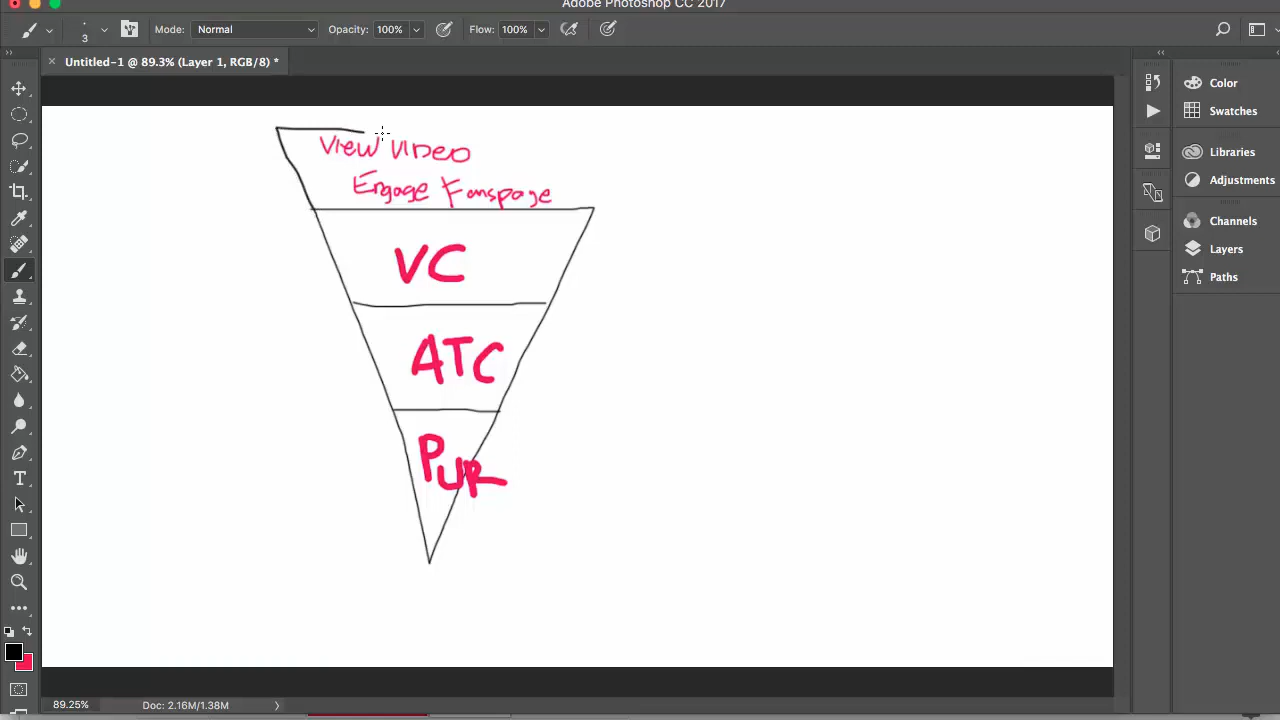 Adobe Photoshop CC 2017
3
Mode: Normal Opacity: 100% Flow: 100%
Untitled-1 @ 89.3% (Layer 1, RGB/8) *
View Video
Engage Fanspage
VC
ATC
PUR
Color
Swatches
Libraries
Adjustments
Channels
Layers
Paths
89.25% Doc: 2.16M/1.38M